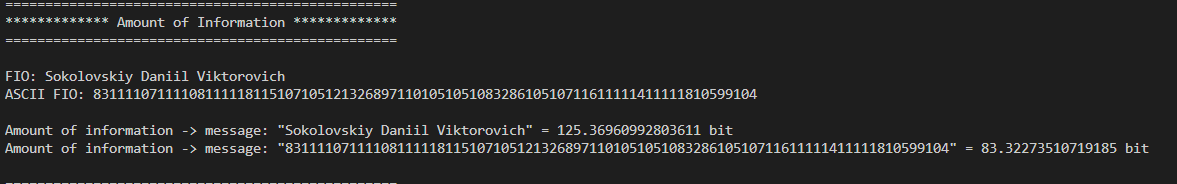 =================================================
************* Amount of Information *************
=================================================
FIO: Sokolovskiy Daniil Viktorovich
ASCII FIO: 83111107111108111118115107105121326897110105105108328610510711611111411111810599104
Amount of information -> message: "Sokolovskiy Daniil Viktorovich" = 125.36960992803611 bit
Amount of information -> message: "83111107111108111118115107105121326897110105105108328610510711611111411111810599104" = 83.32273510719185 bit
=================================================